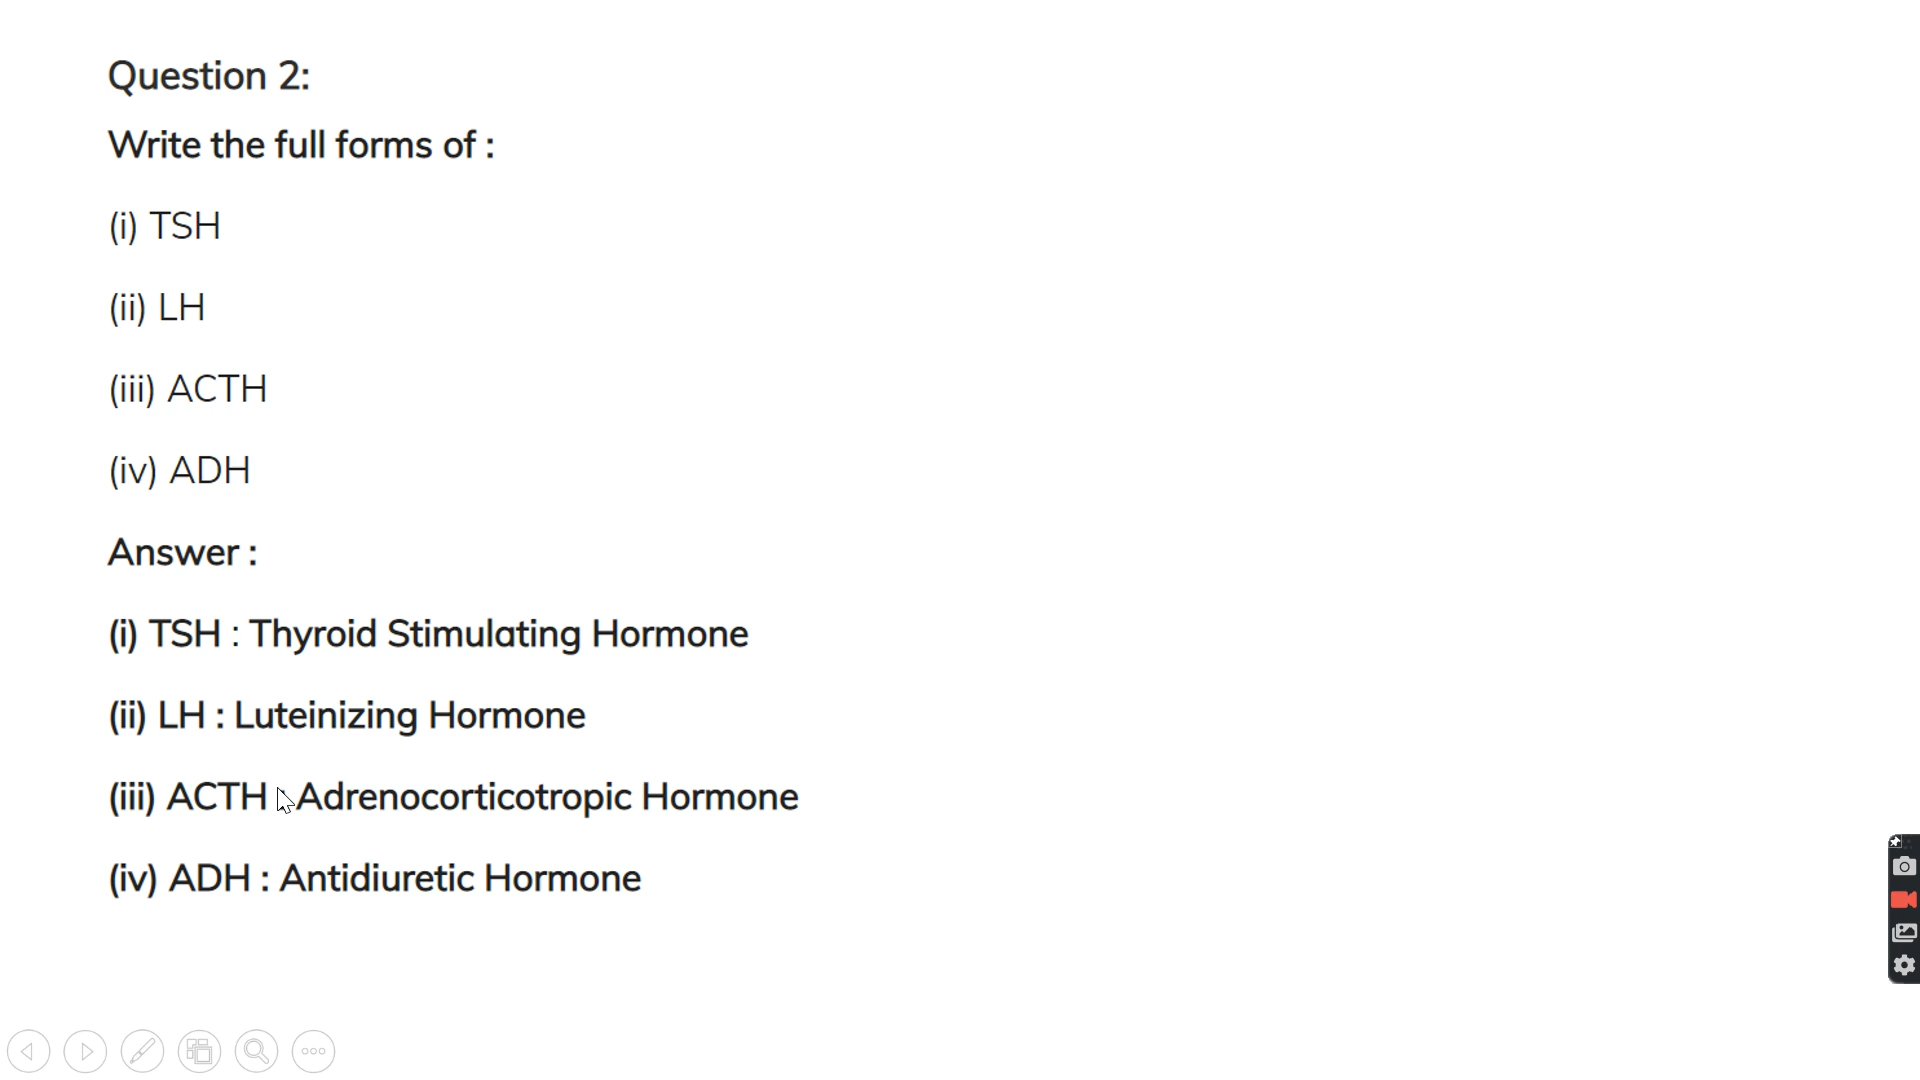 Question 2:
Write the full forms of :
(i) TSH
(ii) LH
(iii) ACTH
(iv) ADH
Answer :
(i) TSH : Thyroid Stimulating Hormone
(ii) LH : Luteinizing Hormone
(iii) ACTH : Adrenocorticotropic Hormone
(iv) ADH : Antidiuretic Hormone